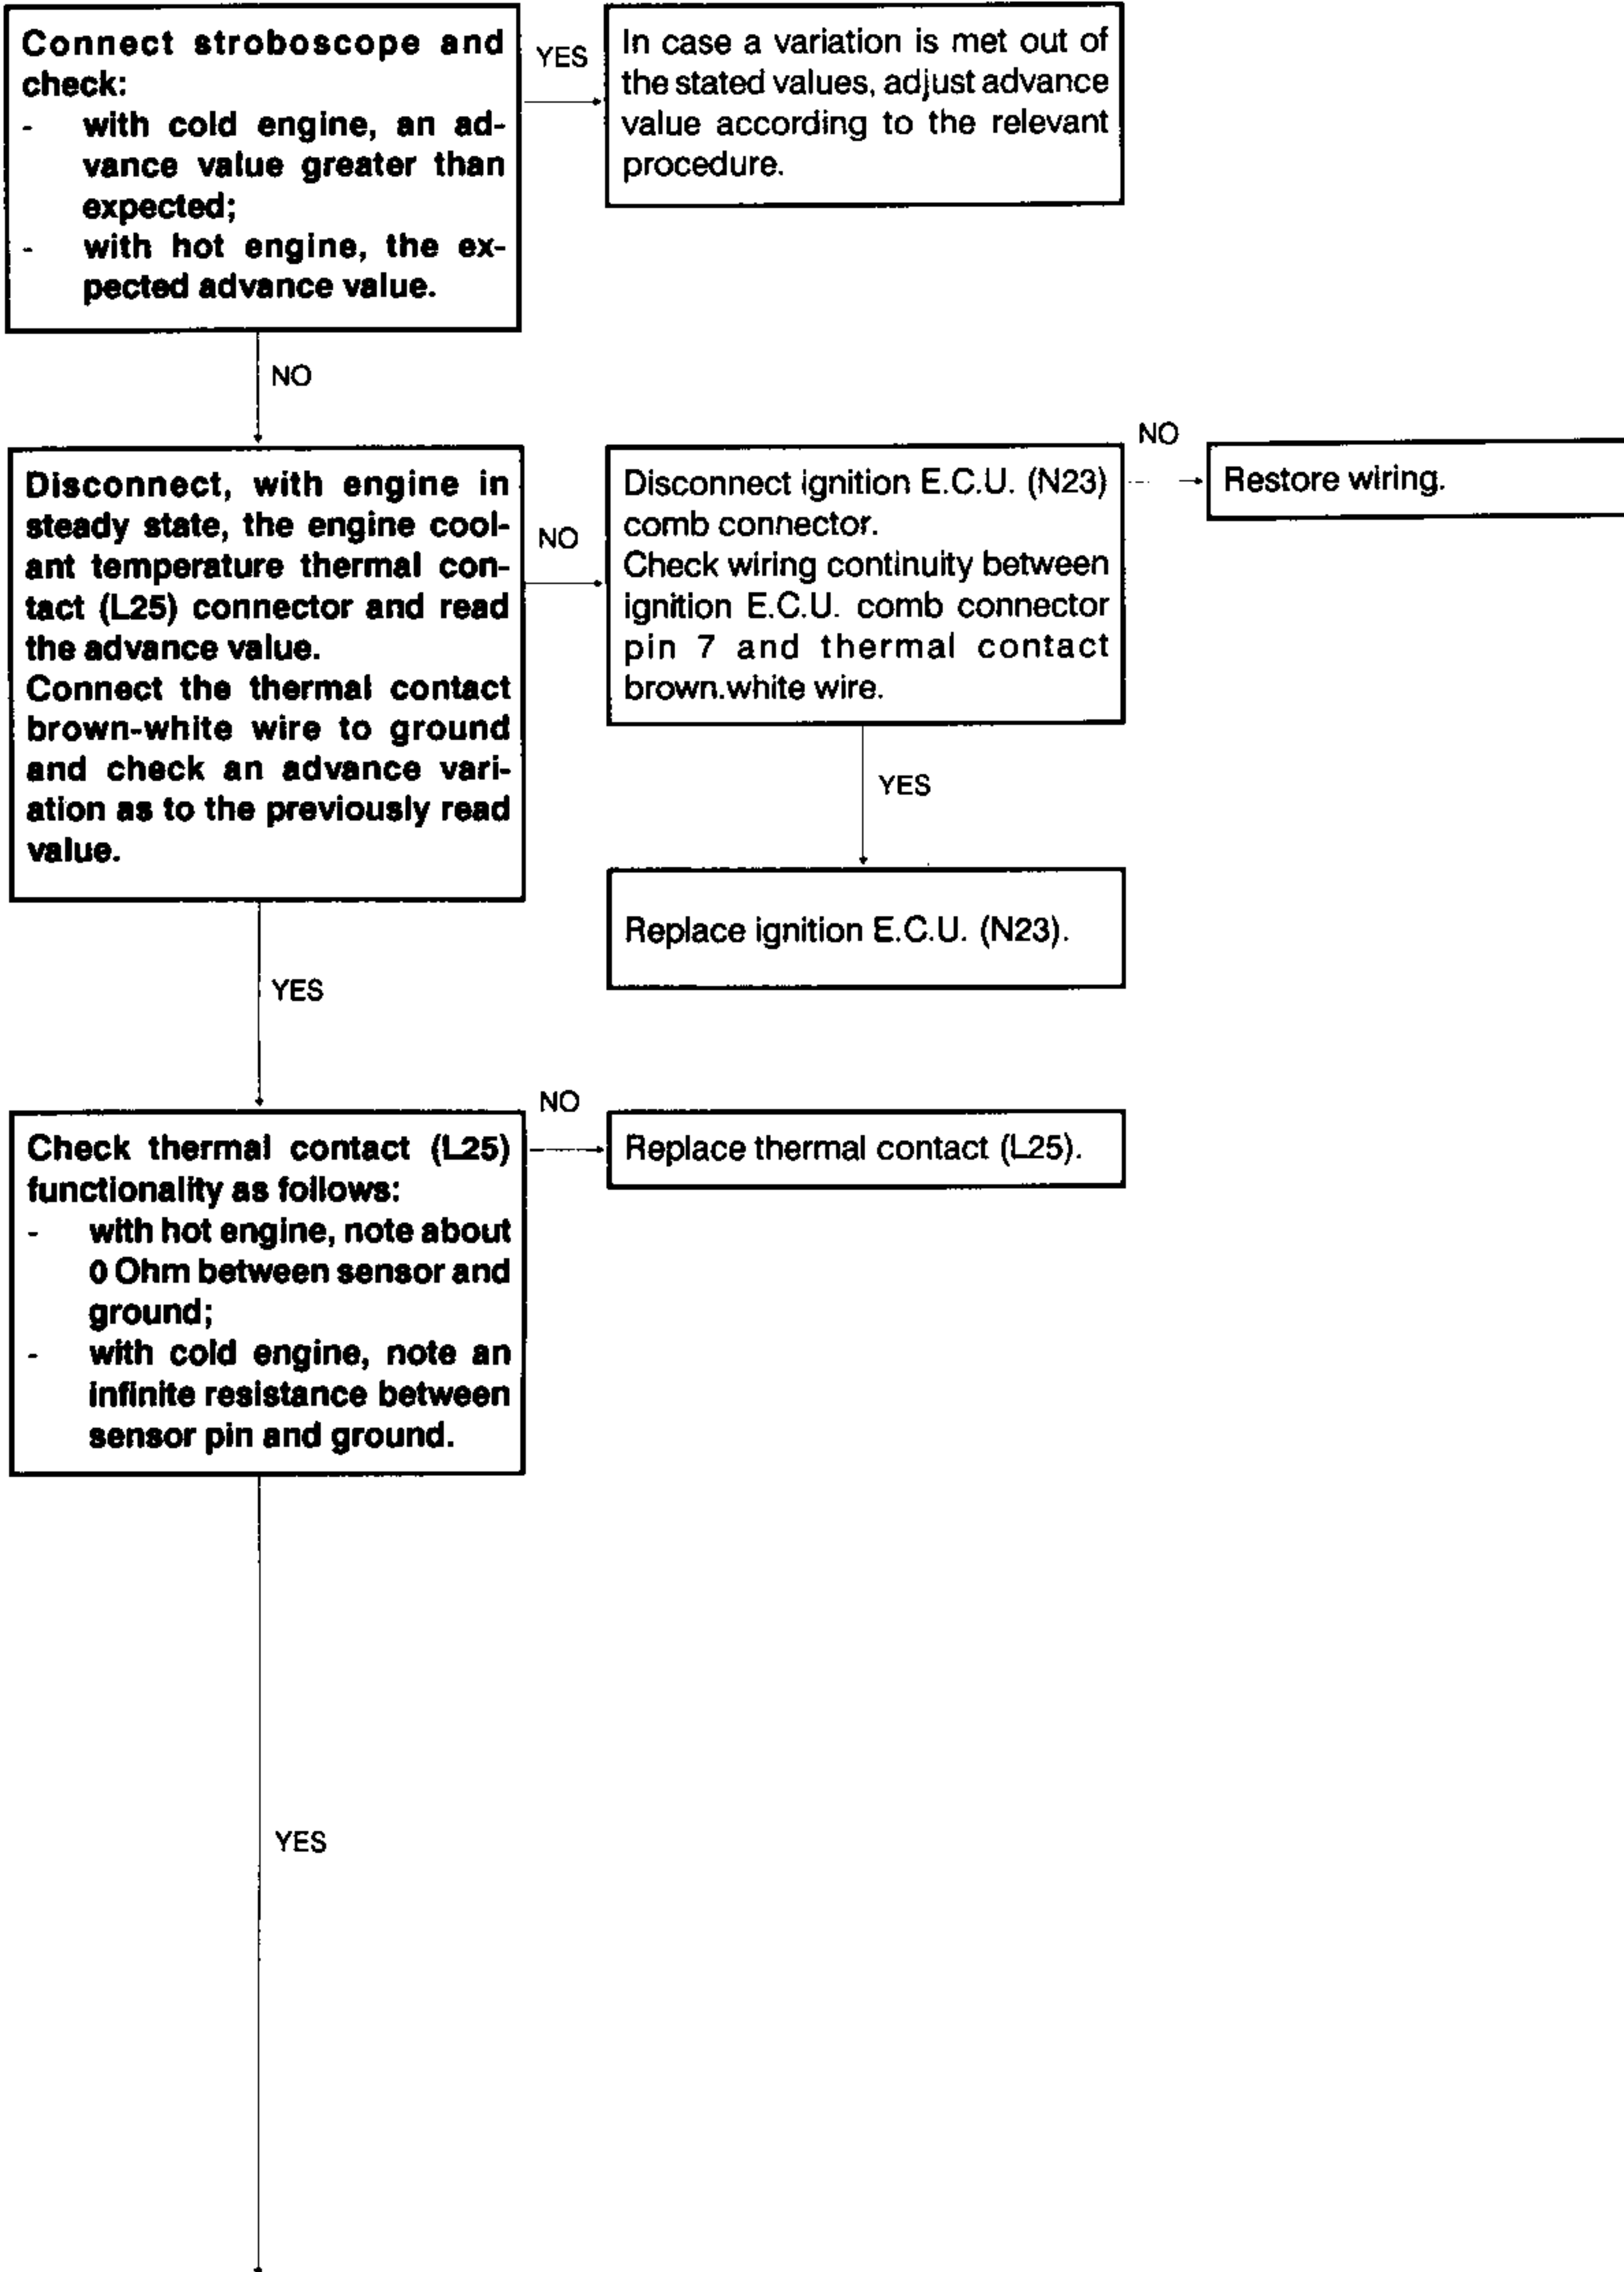 Connect stroboscope and
check:
- with cold engine, an ad-
vance value greater than
expected;
- with hot engine, the ex-
pected advance value.
YES
In case a variation is met out of
the stated values, adjust advance
value according to the relevant
procedure.
NO
Disconnect, with engine in
steady state, the engine cool-
ant temperature thermal con-
tact (L25) connector and read
the advance value.
Connect the thermal contact
brown-white wire to ground
and check an advance vari-
ation as to the previously read
value.
NO
Disconnect ignition E.C.U. (N23)
comb connector.
Check wiring continuity between
ignition E.C.U. comb connector
pin 7 and thermal contact
brown.white wire.
NO
Restore wiring.
YES
Replace ignition E.C.U. (N23).
YES
Check thermal contact (L25)
functionality as follows:
- with hot engine, note about
0 Ohm between sensor and
ground;
- with cold engine, note an
infinite resistance between
sensor pin and ground.
NO
Replace thermal contact (L25).
YES